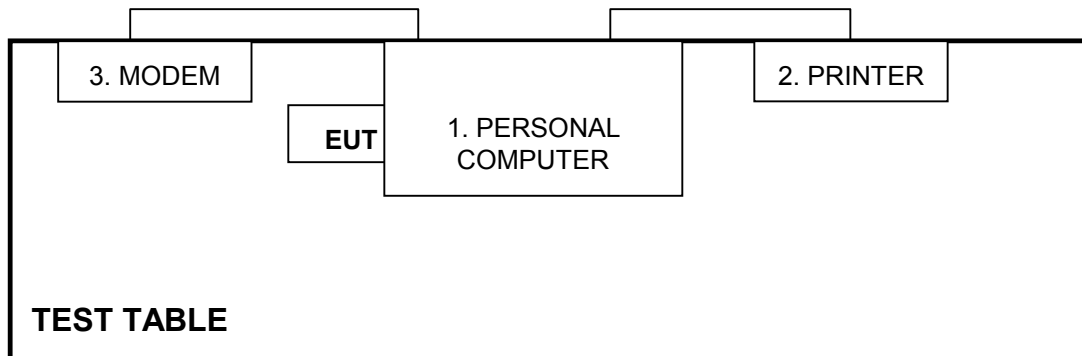 3. MODEM
2. PRINTER
EUT
1. PERSONAL
COMPUTER
TEST TABLE